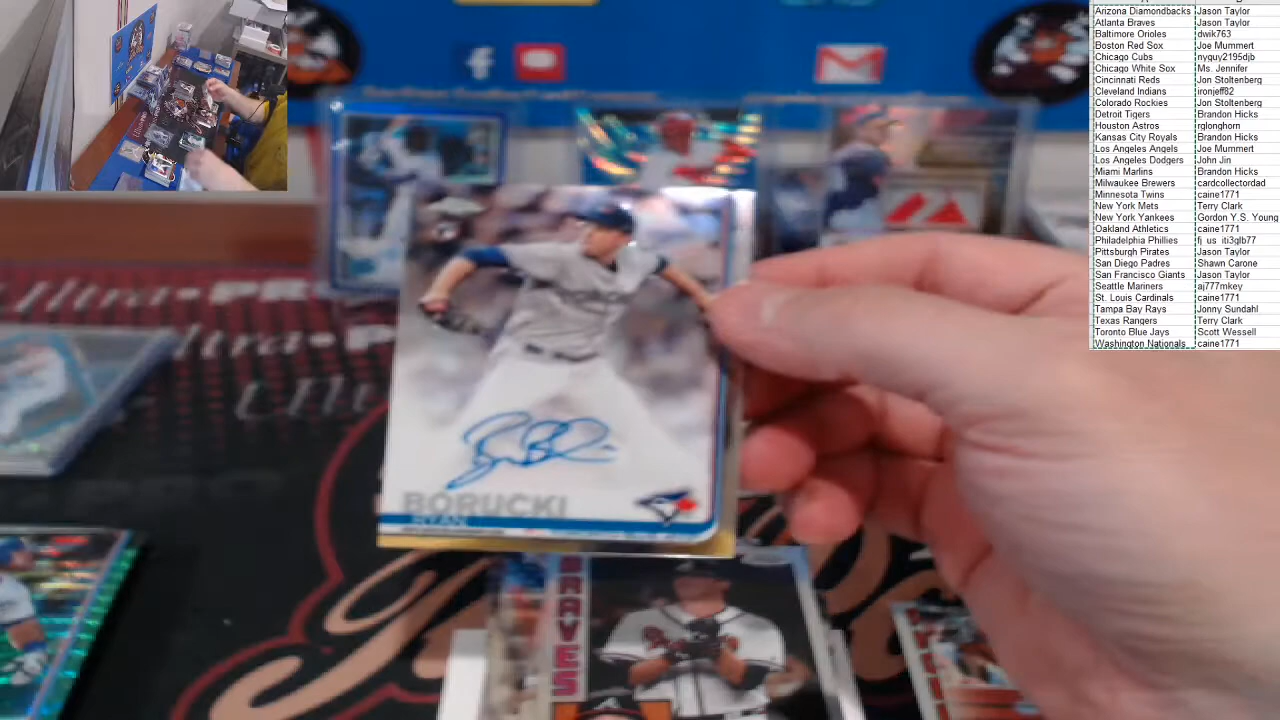 Arizona Diamondbacks Jason Taylor
Atlanta Braves Jason Taylor
Baltimore Orioles dwik763
Boston Red Sox Joe Mummert
Chicago Cubs nyguy2195djb
Chicago White Sox Ms. Jennifer
Cincinnati Reds Jon Stoltenberg
Cleveland Indians ironjeff82
Colorado Rockies Jon Stoltenberg
Detroit Tigers Brandon Hicks
Houston Astros rglonghorn
Kansas City Royals Brandon Hicks
Los Angeles Angels Joe Mummert
Los Angeles Dodgers John Jin
Miami Marlins Brandon Hicks
Milwaukee Brewers cardcollectordad
Minnesota Twins caine1771
New York Mets Terry Clark
New York Yankees Gordon Y.S. Young
Oakland Athletics caine1771
Philadelphia Phillies fj_us_iti3glb77
Pittsburgh Pirates Jason Taylor
San Diego Padres Shawn Carone
San Francisco Giants Jason Taylor
Seattle Mariners aj777mkey
St. Louis Cardinals caine1771
Tampa Bay Rays Jonny Sundahl
Texas Rangers Terry Clark
Toronto Blue Jays Scott Wessell
Washington Nationals caine1771
BORUCKI
RYAN
BRAVES